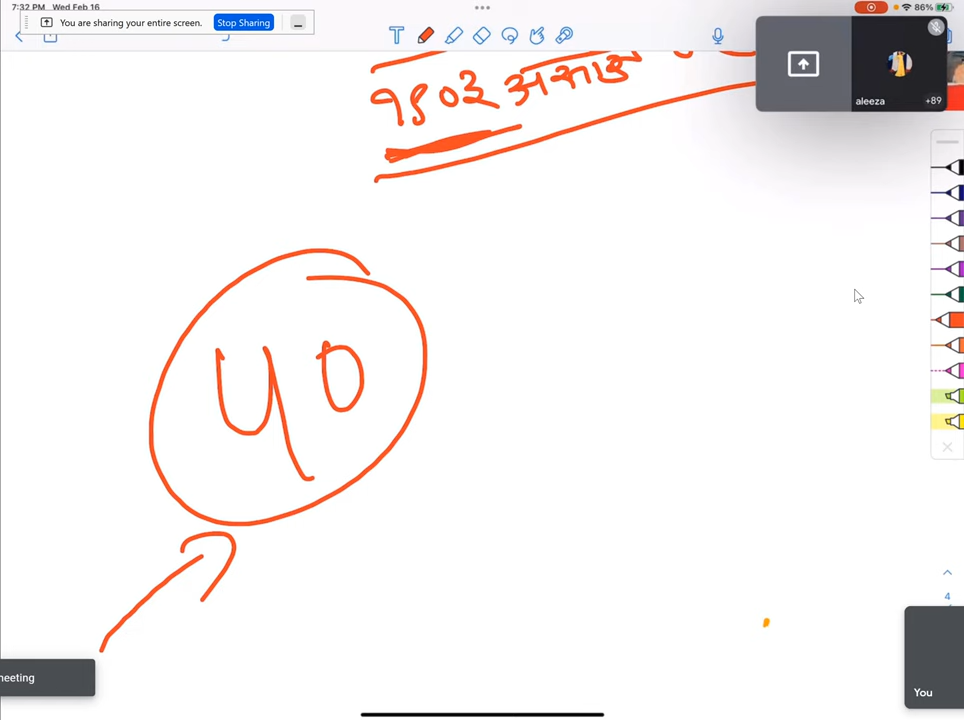 7:32 PM Wed Feb 16
86%
You are sharing your entire screen.
Stop Sharing
T
aleeza
+89
40
4
neeting
You